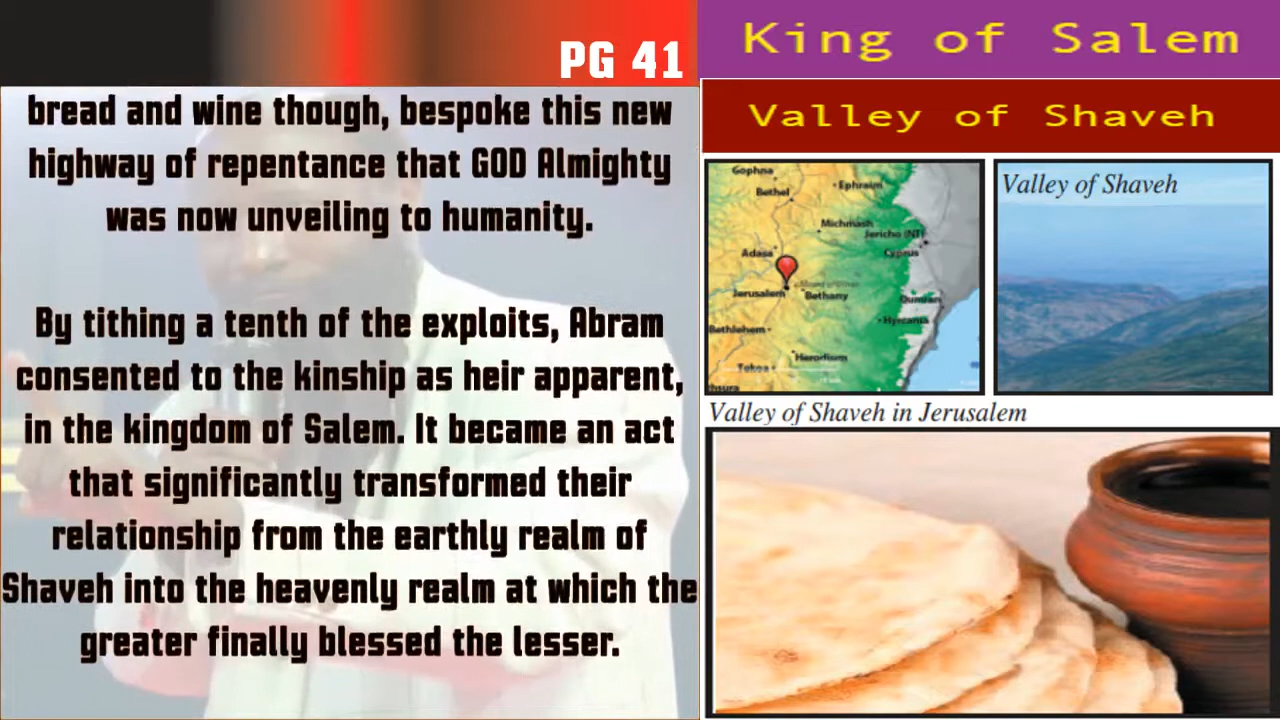 PG 41
bread and wine though, bespoke this new
highway of repentance that GOD Almighty
was now unveiling to humanity.
By tithing a tenth of the exploits, Abram
consented to the kinship as heir apparent,
in the kingdom of Salem. It became an act
that significantly transformed their
relationship from the earthly realm of
Shaveh into the heavenly realm at which the
greater finally blessed the lesser.
King of Salem
Valley of Shaveh
Gophna
Bethel
Ephraim
Michmash
Jericho (NT)
Adasa
Cyprus
Jerusalem
Bethany
Qumran
Bethlehem
Hyrcania
Herodium
Tekoa
Valley of Shaveh
Valley of Shaveh in Jerusalem